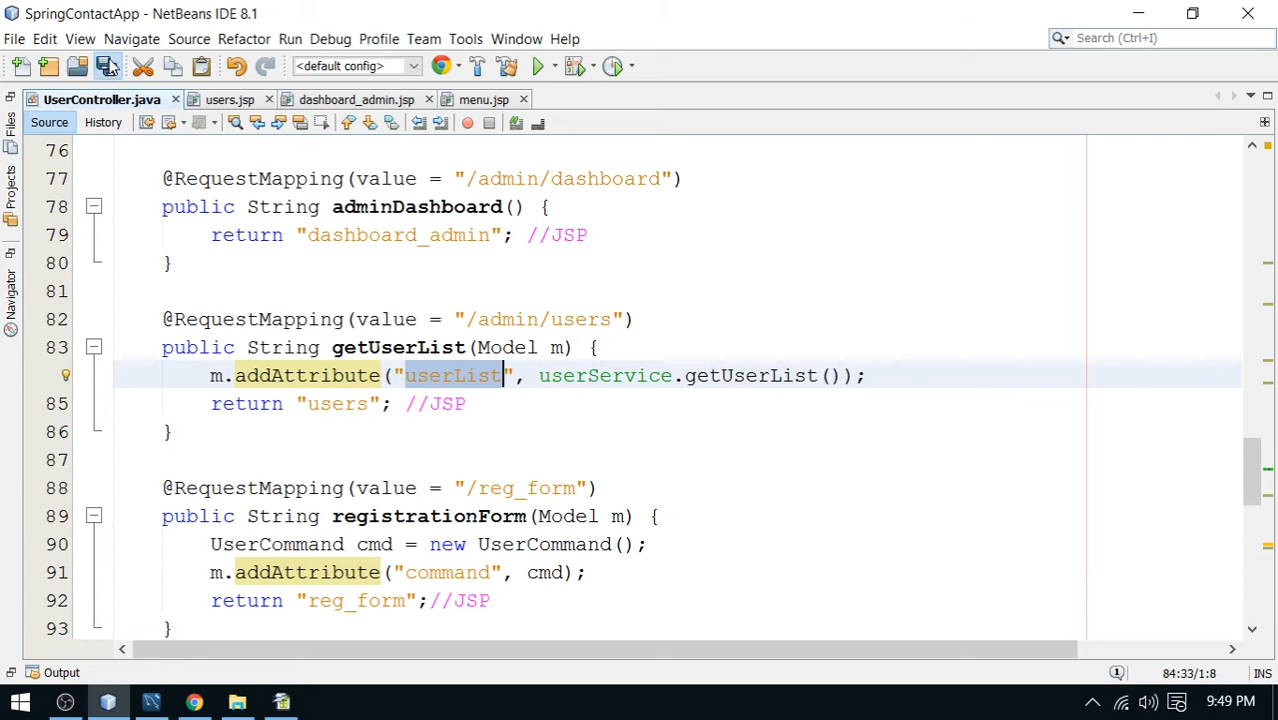 SpringContactApp - NetBeans IDE 8.1
File Edit View Navigate Source Refactor Run Debug Profile Team Tools Window Help
Search (Ctrl+I)
<default config>
UserController.java users.jsp dashboard_admin.jsp menu.jsp
Source History
Files
Projects
Navigator
76
77 @RequestMapping(value = "/admin/dashboard")
78 public String adminDashboard() {
79 return "dashboard_admin"; //JSP
80 }
81
82 @RequestMapping(value = "/admin/users")
83 public String getUserList(Model m) {
m.addAttribute("userList", userService.getUserList());
85 return "users"; //JSP
86 }
87
88 @RequestMapping(value = "/reg_form")
89 public String registrationForm(Model m) {
90 UserCommand cmd = new UserCommand();
91 m.addAttribute("command", cmd);
92 return "reg_form";//JSP
93 }
Output
84:33/1:8 INS
9:49 PM